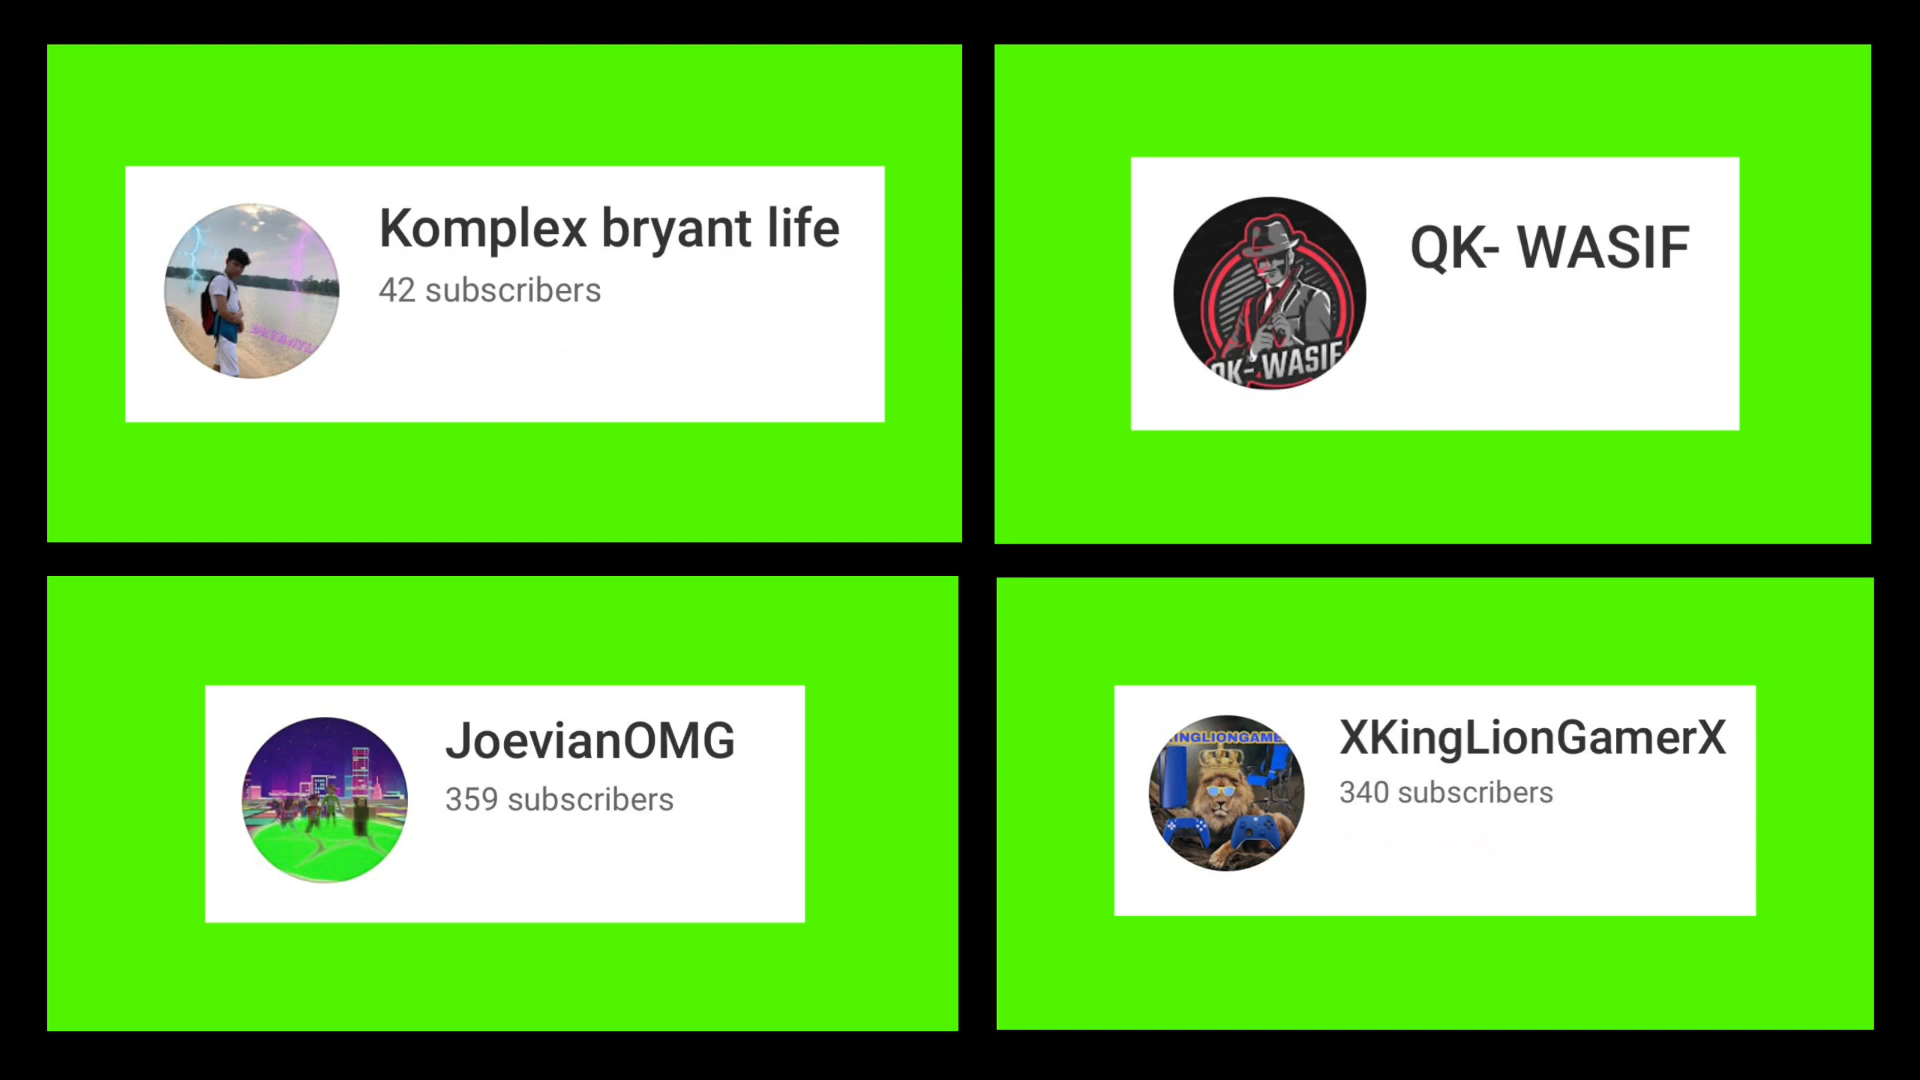 Komplex bryant life
42 subscribers
QK- WASIF
QK- WASIF
JoevianOMG
359 subscribers
XKingLionGamerX
340 subscribers